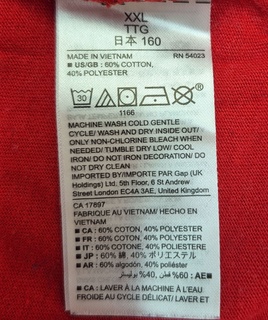 XXL
TTG
日本 160
MADE IN VIETNAM RN 54023
■ US/GB : 60% COTTON,
40% POLYESTER
30
1166
MACHINE WASH COLD GENTLE
CYCLE/ WASH AND DRY INSIDE OUT/
ONLY NON-CHLORINE BLEACH WHEN
NEEDED/ TUMBLE DRY LOW/ COOL
IRON/ DO NOT IRON DECORATION/ DO
NOT DRY CLEAN
IMPORTED BY/IMPORTE PAR Gap (UK
Holdings) Ltd. 5th Floor, 6 St Andrew
Street London EC4A 3AE, United Kingdom
CA 17897
FABRIQUE AU VIETNAM/ HECHO EN
VIETNAM
■ CA : 60% COTON, 40% POLYESTER
■ FR : 60% COTON, 40% POLYESTER
■ IT : 60% COTONE, 40% POLIESTERE
■ JP : 60% 綿, 40% ポリエステル
■ AR: 60% algodón, 40% poliéster
■ AE: 60% قطن, 40% بوليستر
■ CA : LAVER À LA MACHINE À L'EAU
FROIDE AU CYCLE DÉLICAT/ LAVER ET